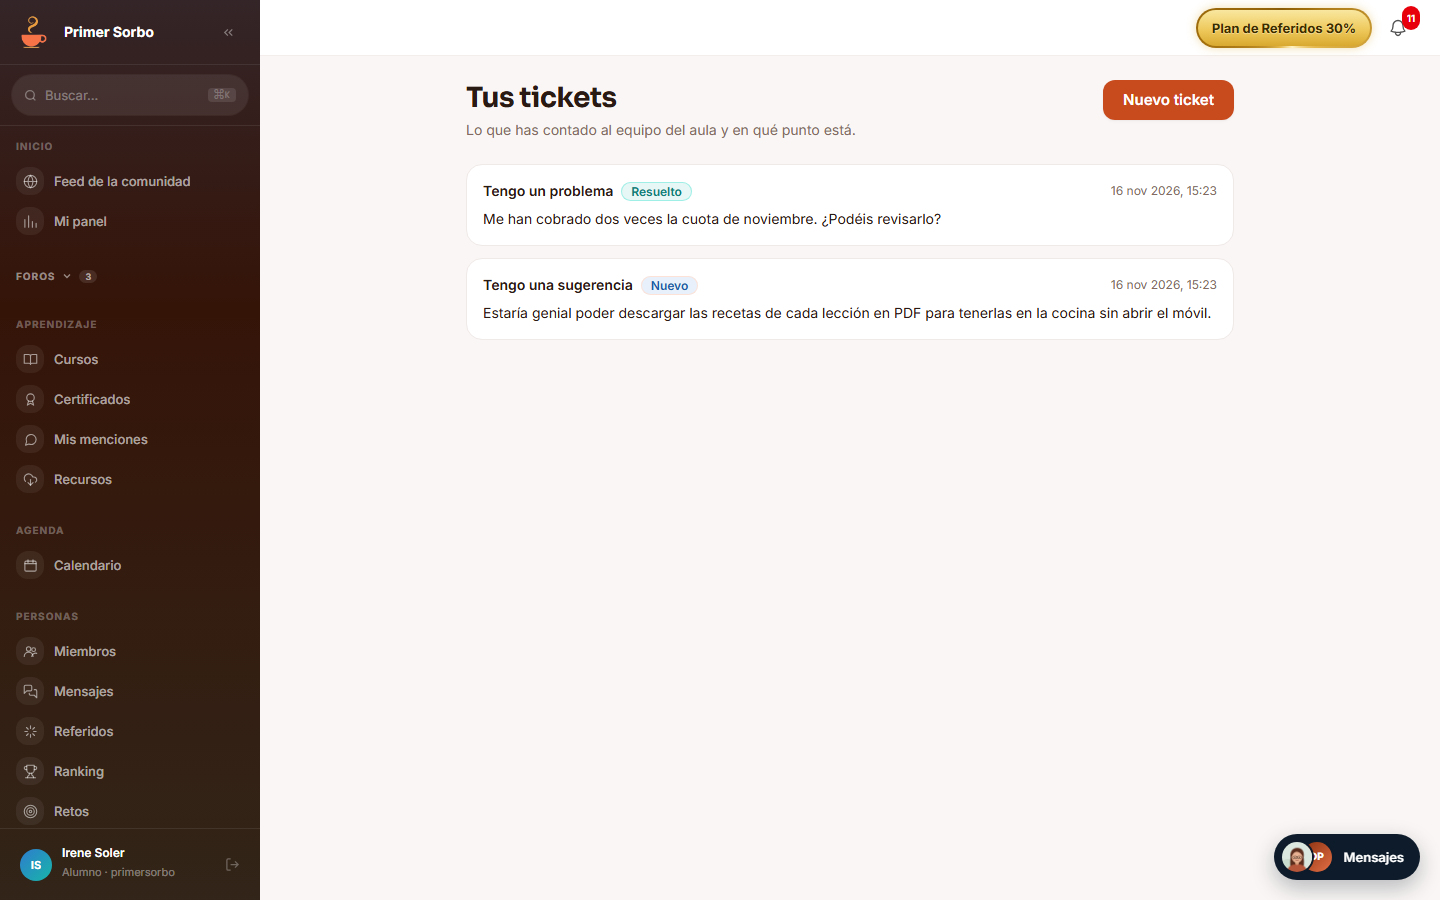 Primer Sorbo
Buscar...
⌘K
INICIO
Feed de la comunidad
Mi panel
FOROS
3
APRENDIZAJE
Cursos
Certificados
Mis menciones
Recursos
AGENDA
Calendario
PERSONAS
Miembros
Mensajes
Referidos
Ranking
Retos
IS
Irene Soler
Alumno · primersorbo
Plan de Referidos 30%
11
Tus tickets
Nuevo ticket
Lo que has contado al equipo del aula y en qué punto está.
Tengo un problema Resuelto 16 nov 2026, 15:23
Me han cobrado dos veces la cuota de noviembre. ¿Podéis revisarlo?
Tengo una sugerencia Nuevo 16 nov 2026, 15:23
Estaría genial poder descargar las recetas de cada lección en PDF para tenerlas en la cocina sin abrir el móvil.
Mensajes